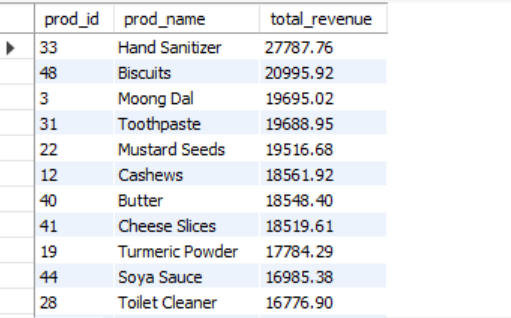 prod_id prod_name total_revenue
33 Hand Sanitizer 27787.76
48 Biscuits 20995.92
3 Moong Dal 19695.02
31 Toothpaste 19688.95
22 Mustard Seeds 19516.68
12 Cashews 18561.92
40 Butter 18548.40
41 Cheese Slices 18519.61
19 Turmeric Powder 17784.29
44 Soya Sauce 16985.38
28 Toilet Cleaner 16776.90